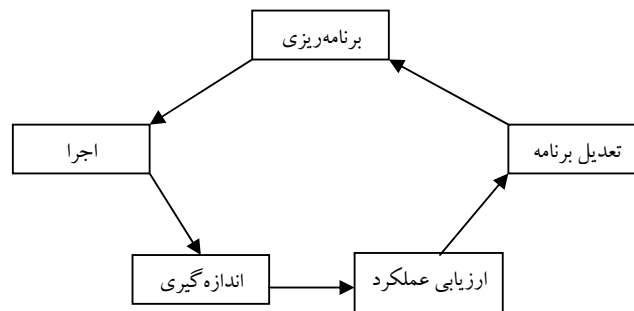 برنامه‌ریزی
اجرا
تعدیل برنامه
اندازه‌گیری
ارزیابی عملکرد